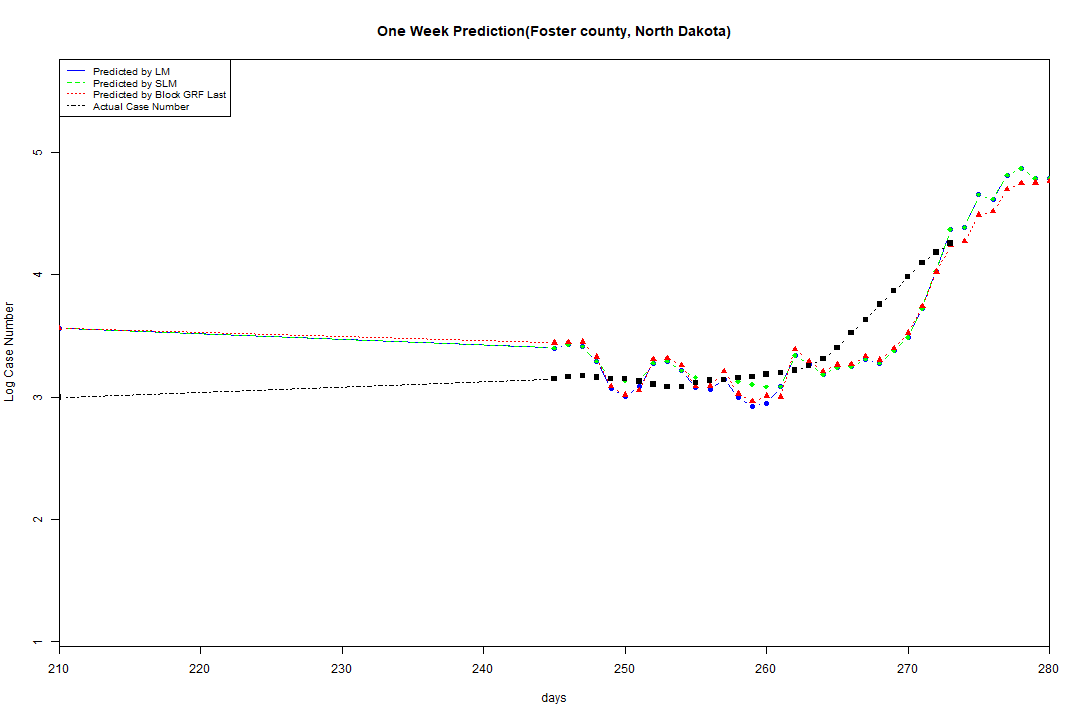 One Week Prediction(Foster county, North Dakota)
Predicted by LM
Predicted by SLM
Predicted by Block GRF Last
Actual Case Number
5
4
3
2
1
Log Case Number
210 220 230 240 250 260 270 280
days